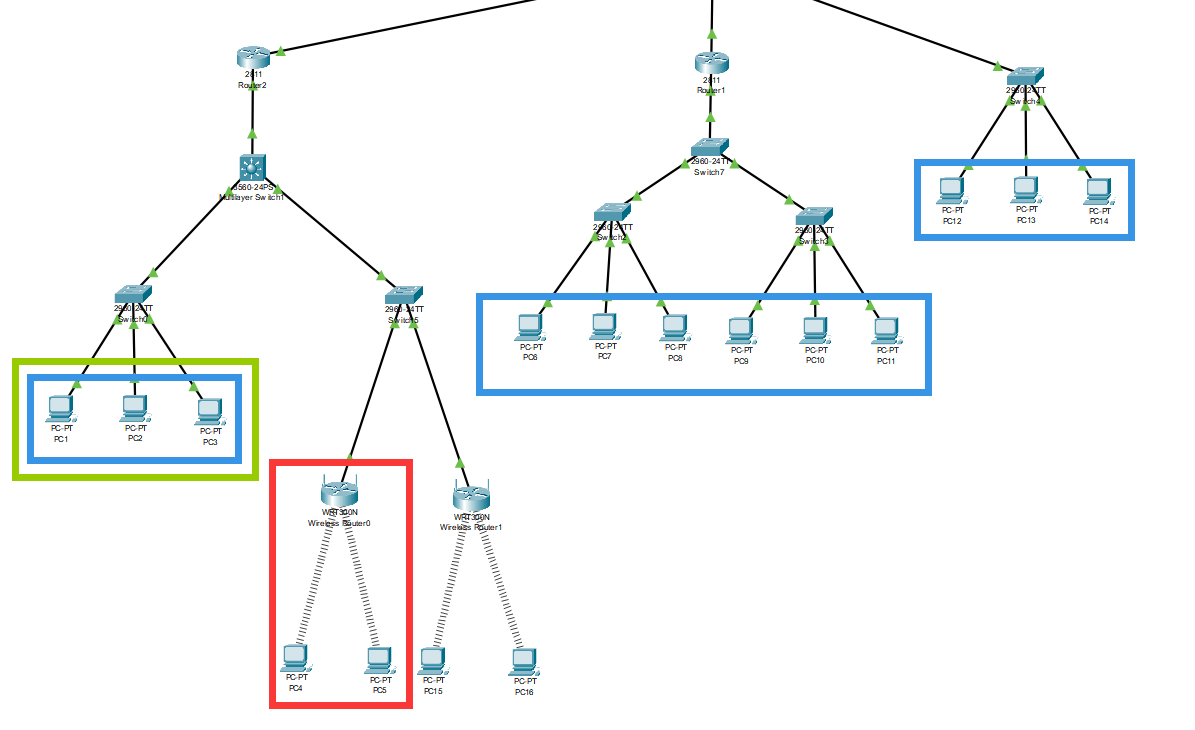 2811
Router2
2811
Router1
2960-24TT
Switch4
2960-24TT
Switch7
3560-24PS
Multilayer Switch1
PC-PT
PC12
PC-PT
PC13
PC-PT
PC14
2960-24TT
Switch2
2960-24TT
Switch3
2960-24TT
Switch0
2960-24TT
Switch5
PC-PT
PC6
PC-PT
PC7
PC-PT
PC8
PC-PT
PC9
PC-PT
PC10
PC-PT
PC11
PC-PT
PC1
PC-PT
PC2
PC-PT
PC3
WRT300N
Wireless Router0
WRT300N
Wireless Router1
PC-PT
PC4
PC-PT
PC5
PC-PT
PC15
PC-PT
PC16